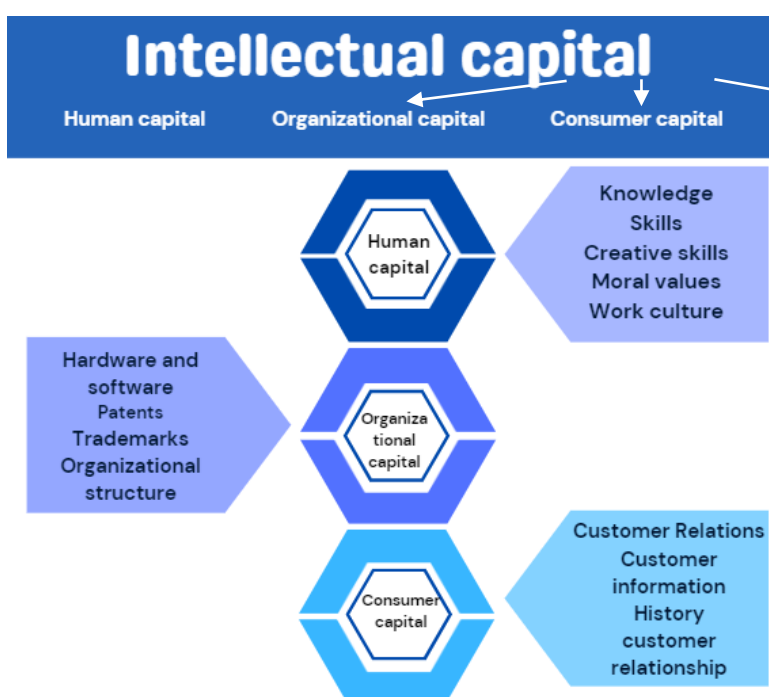 Intellectual capital
Human capital
Organizational capital
Consumer capital
Human
capital
Knowledge
Skills
Creative skills
Moral values
Work culture
Hardware and
software
Patents
Trademarks
Organizational
structure
Organiza
tional
capital
Consumer
capital
Customer Relations
Customer
information
History
customer
relationship